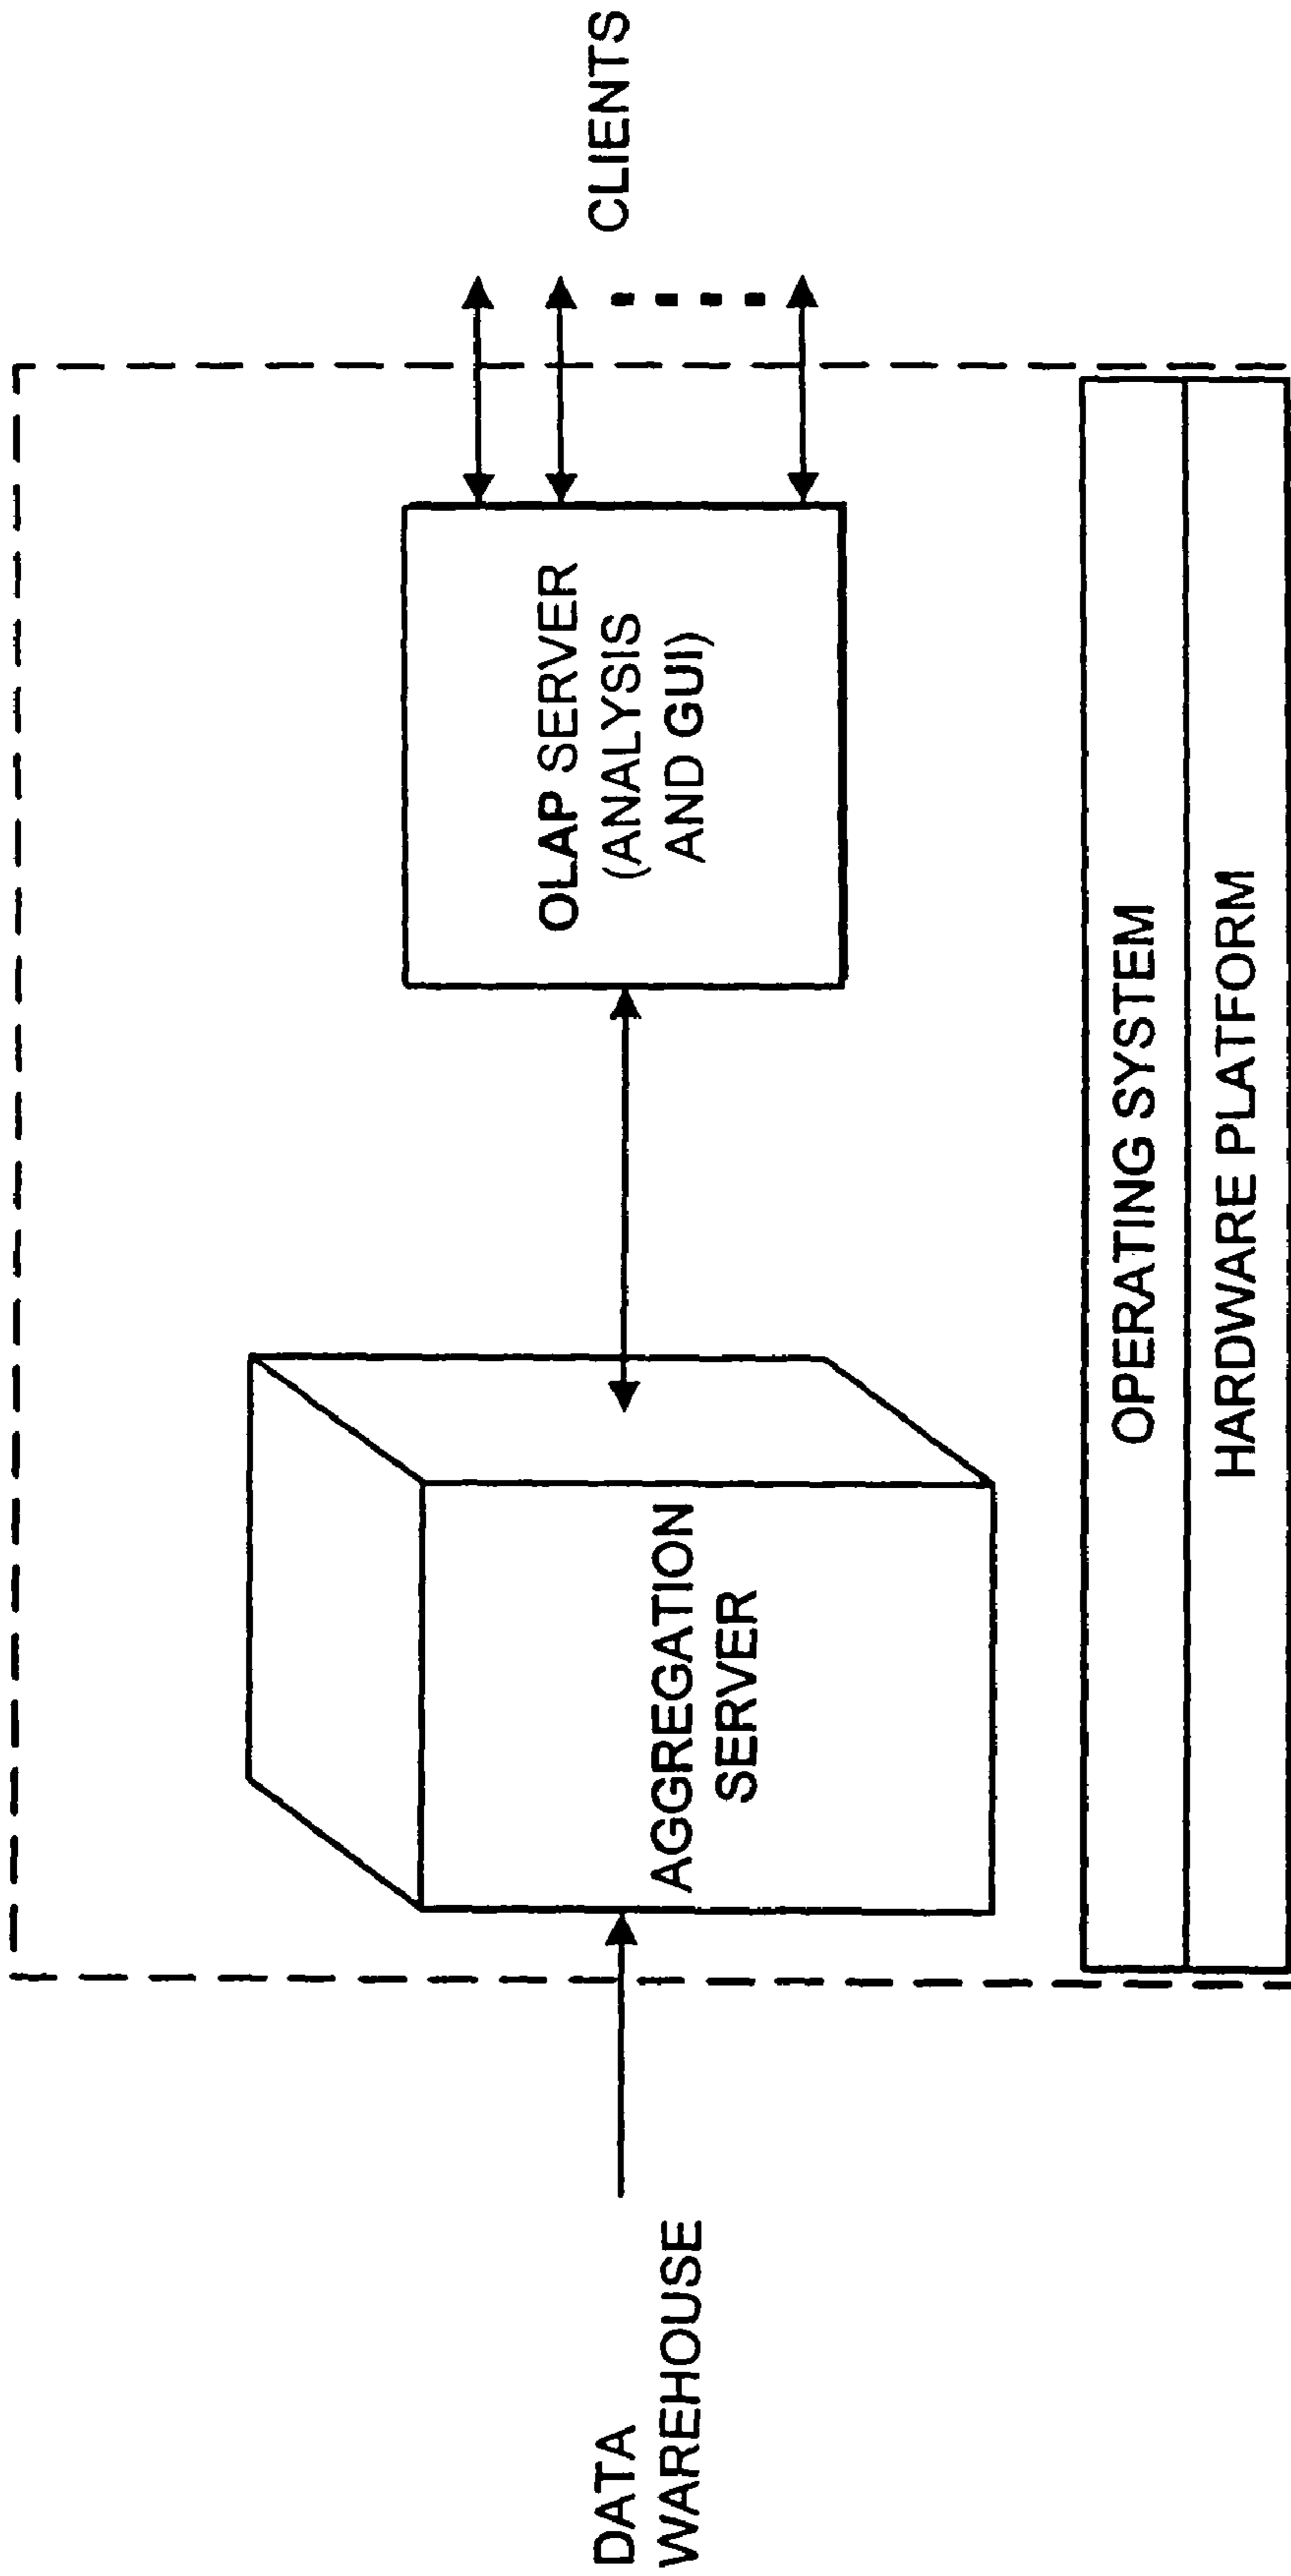 DATA
WAREHOUSE
AGGREGATION
SERVER
OLAP SERVER
(ANALYSIS
AND GUI)
CLIENTS
OPERATING SYSTEM
HARDWARE PLATFORM